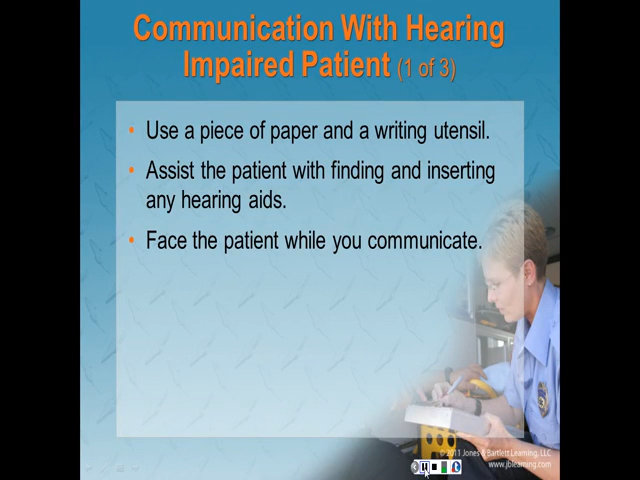 Communication With Hearing
Impaired Patient (1 of 3)
• Use a piece of paper and a writing utensil.
• Assist the patient with finding and inserting
any hearing aids.
• Face the patient while you communicate.
© 2011 Jones & Bartlett Learning, LLC
www.jblearning.com